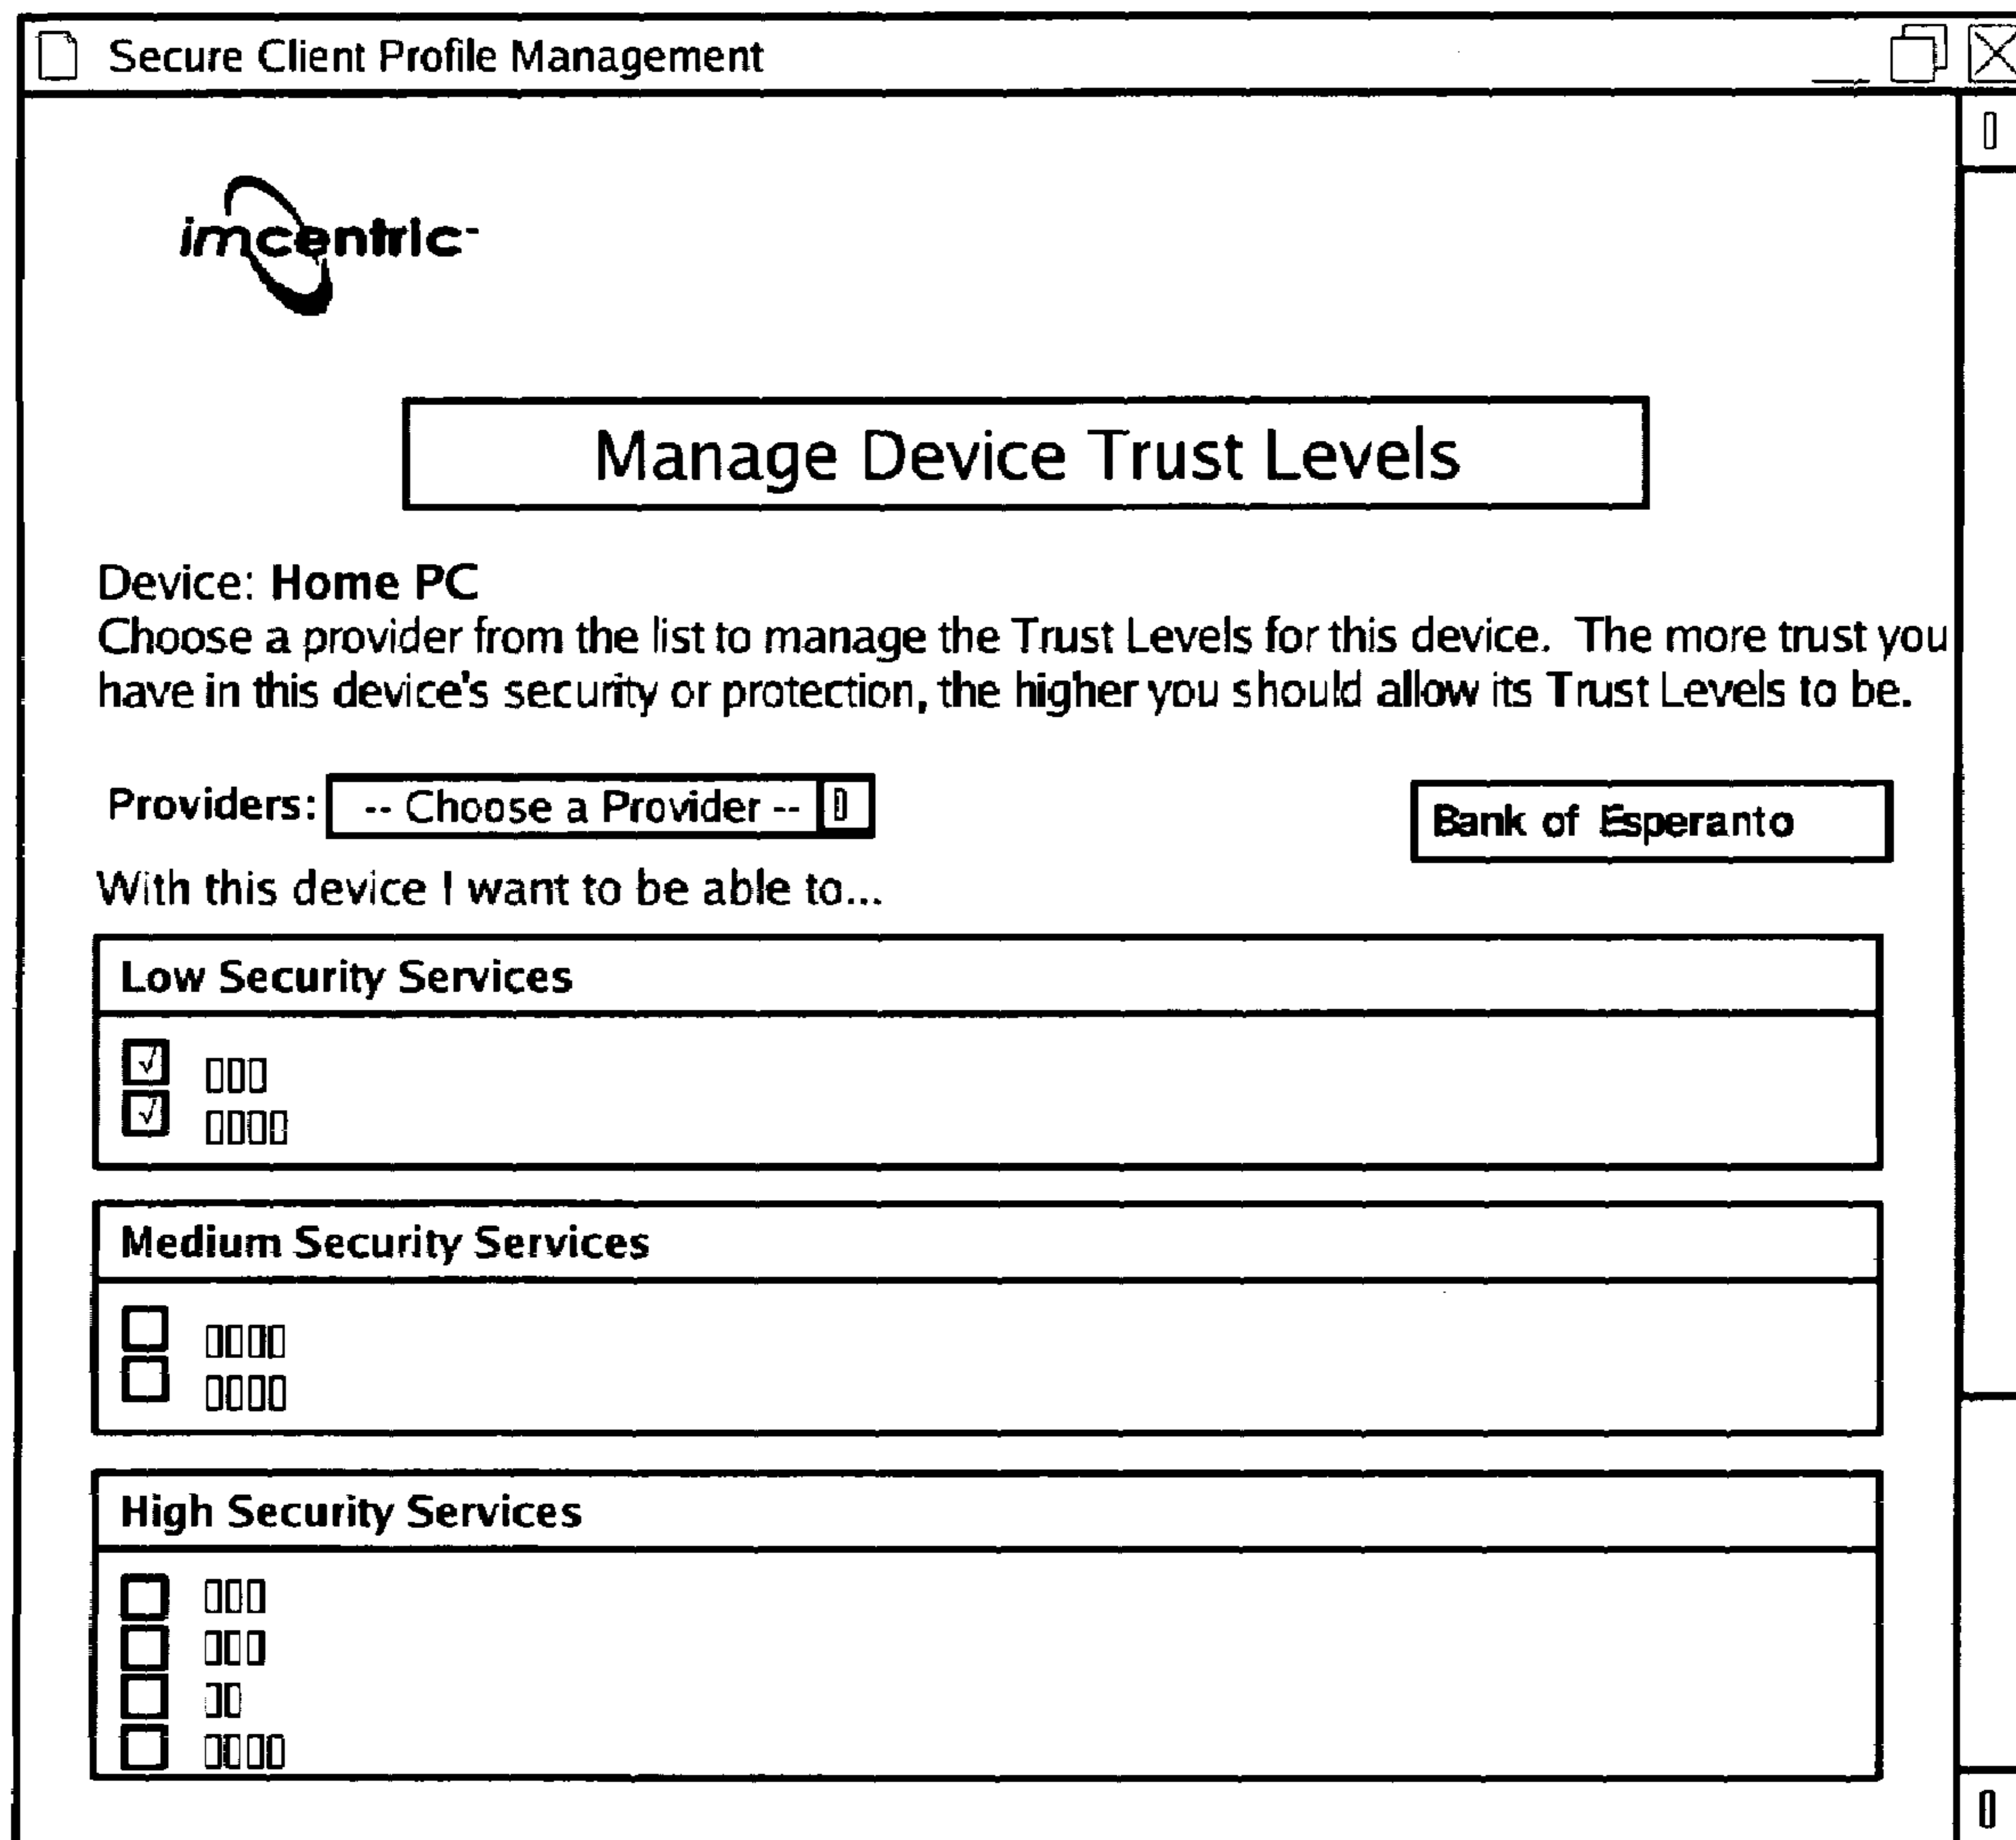 Secure Client Profile Management
imcentric
Manage Device Trust Levels
Device: Home PC
Choose a provider from the list to manage the Trust Levels for this device. The more trust you
have in this device's security or protection, the higher you should allow its Trust Levels to be.
Providers: -- Choose a Provider --
Bank of Esperanto
With this device I want to be able to...
Low Security Services
Medium Security Services
High Security Services